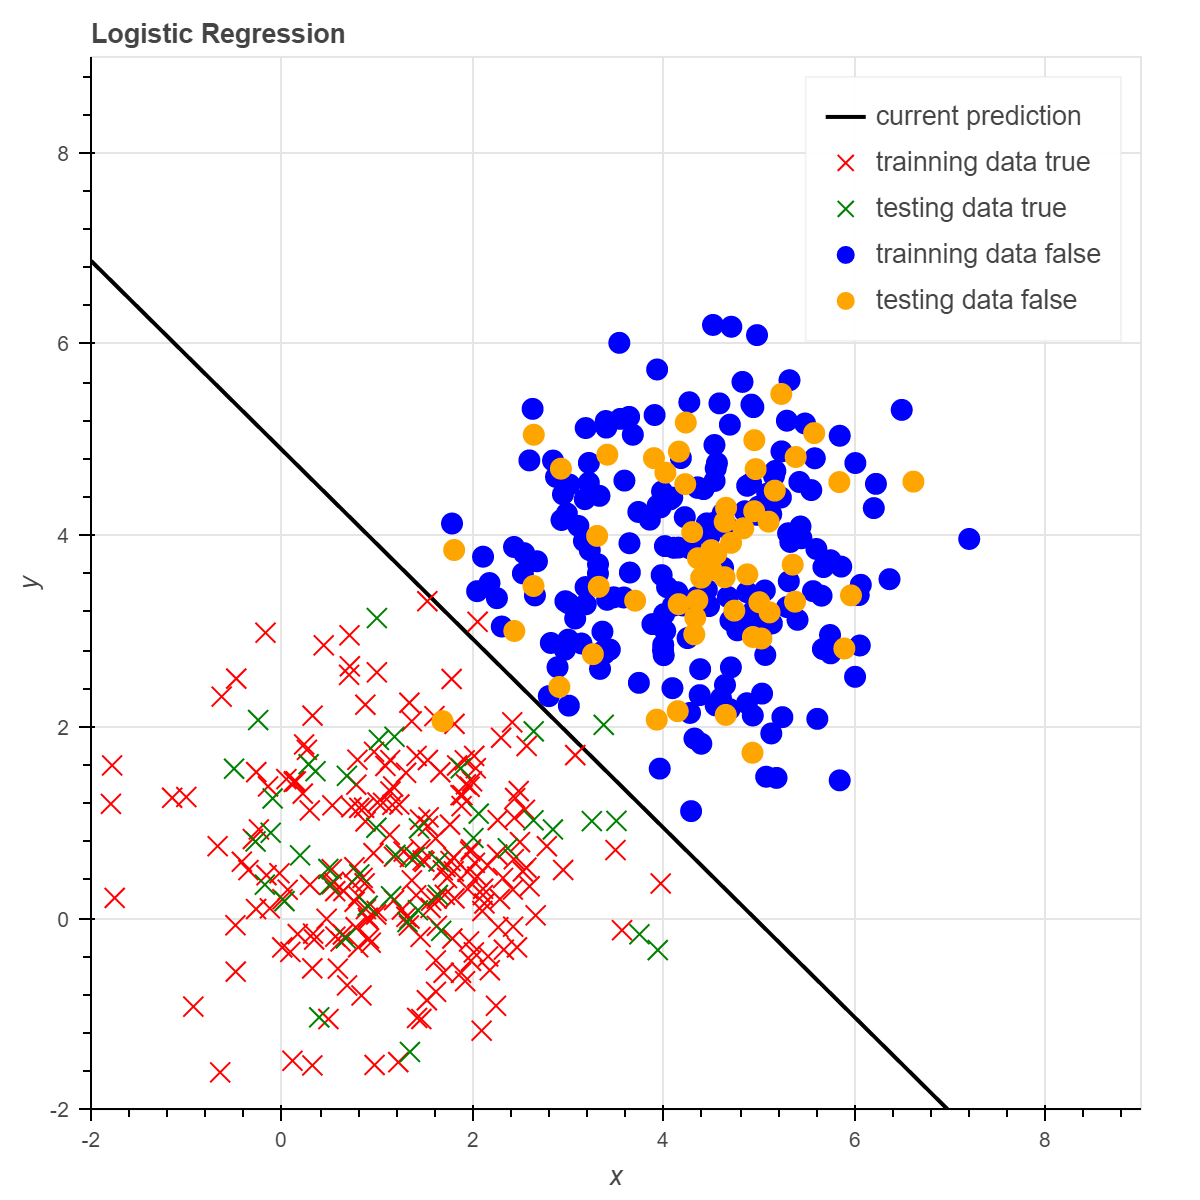 Logistic Regression
current prediction
trainning data true
testing data true
trainning data false
testing data false
8
6
4
2
0
-2
y
-2 0 2 4 6 8
x